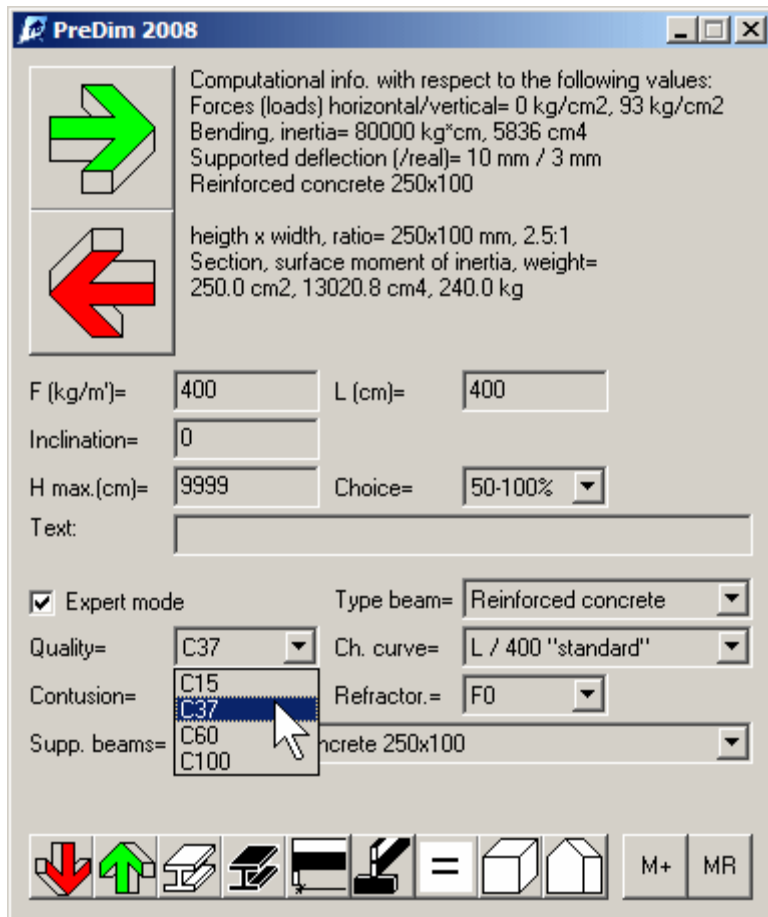 PreDim 2008
Computational info. with respect to the following values:
Forces (loads) horizontal/vertical= 0 kg/cm2, 93 kg/cm2
Bending, inertia= 80000 kg*cm, 5836 cm4
Supported deflection (/real)= 10 mm / 3 mm
Reinforced concrete 250x100
heigth x width, ratio= 250x100 mm, 2.5:1
Section, surface moment of inertia, weight=
250.0 cm2, 13020.8 cm4, 240.0 kg
F (kg/m')= 400 L (cm)= 400
Inclination= 0
H max.(cm)= 9999 Choice= 50-100%
Text:
Expert mode Type beam= Reinforced concrete
Quality= C37 Ch. curve= L / 400 "standard"
Contusion= C15 Refractor.= F0
C37
Supp. beams= C60 ncrete 250x100
C100
= M+ MR